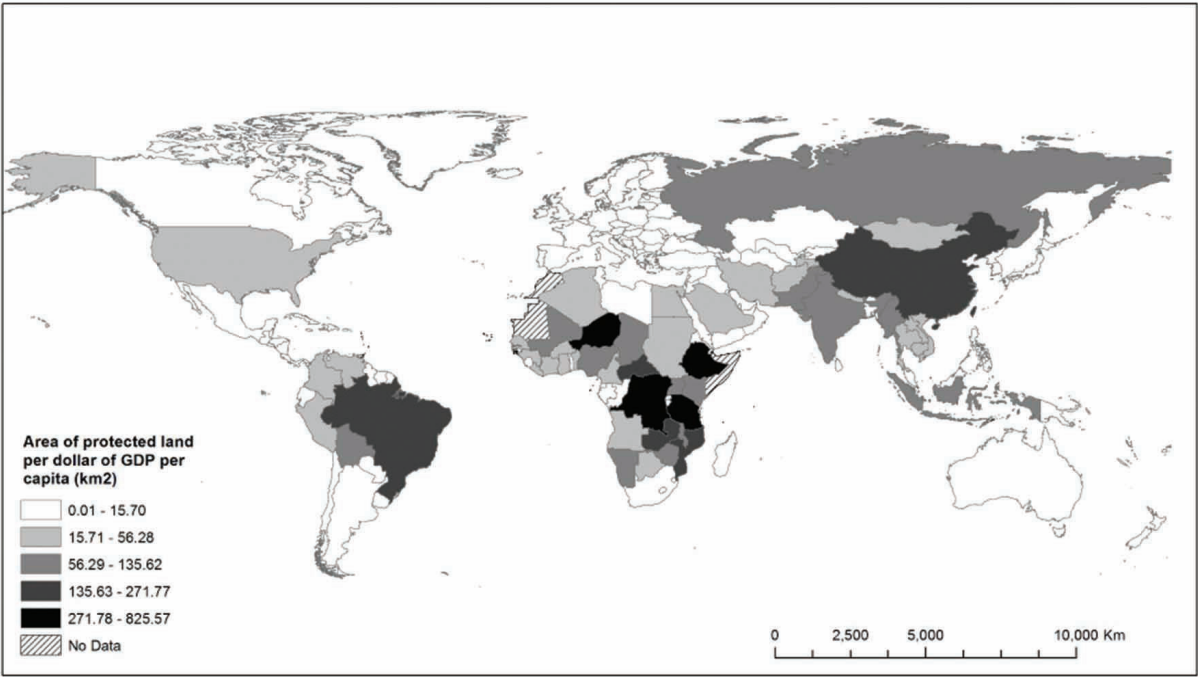 Area of protected land
per dollar of GDP per
capita (km2)
0.01 - 15.70
15.71 - 56.28
56.29 - 135.62
135.63 - 271.77
271.78 - 825.57
No Data
0 2,500 5,000 10,000 Km